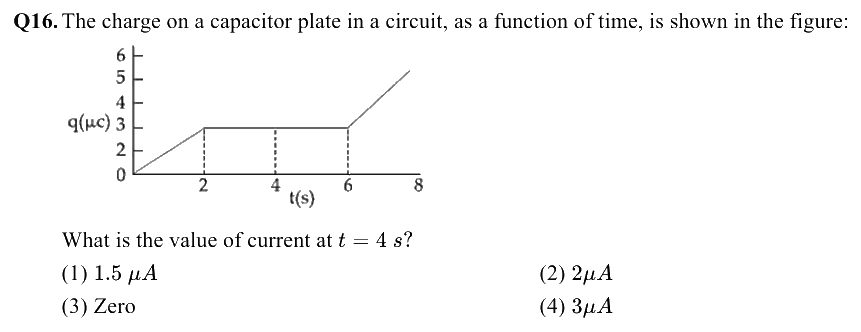 Q16. The charge on a capacitor plate in a circuit, as a function of time, is shown in the figure:
6
5
4
q(μc) 3
2
0
2 4 6 8
t(s)
What is the value of current at t = 4 s?
(1) 1.5 μA (2) 2μA
(3) Zero (4) 3μA